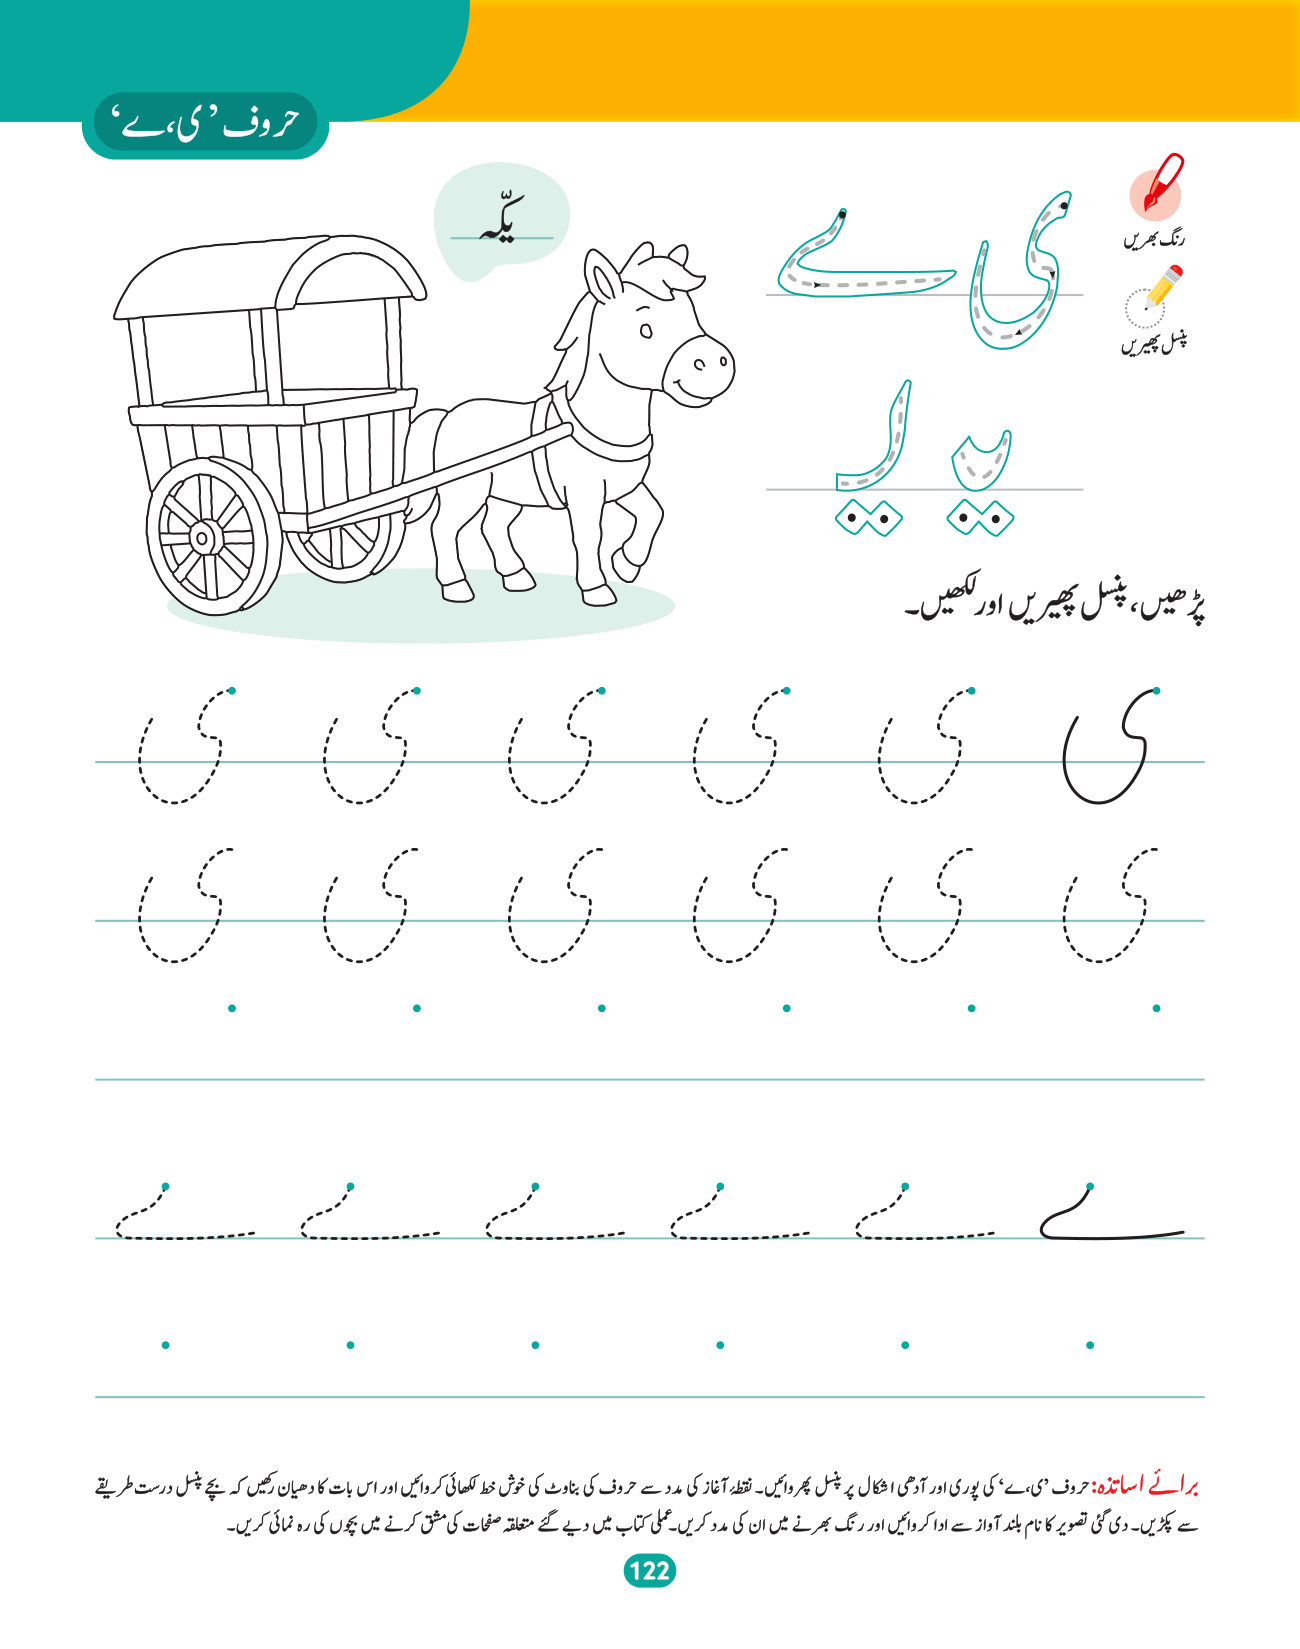 حروف ’ی، ے‘
یکّہ
ی ے
رنگ بھریں
پنسل پھیریں
یـ ـیـ
پڑھیں، پنسل پھیریں اور لکھیں۔
ی ی ی ی ی ی
ی ی ی ی ی ی
ے ے ے ے ے ے
برائے اساتذہ: حروف ’ی، ے‘ کی پوری اور آدھی اشکال پر پنسل پھروائیں۔ نقطۂ آغاز کی مدد سے حروف کی بناوٹ کی خوش خط لکھائی کروائیں اور اس بات کا دھیان رکھیں کہ بچے پنسل درست طریقے
سے پکڑیں۔ دی گئی تصویر کا نام بلند آواز سے ادا کروائیں اور رنگ بھرنے میں ان کی مدد کریں۔ عملی کتاب میں دیے گئے متعلقہ صفحات کی مشق کرنے میں بچوں کی رہ نمائی کریں۔
122